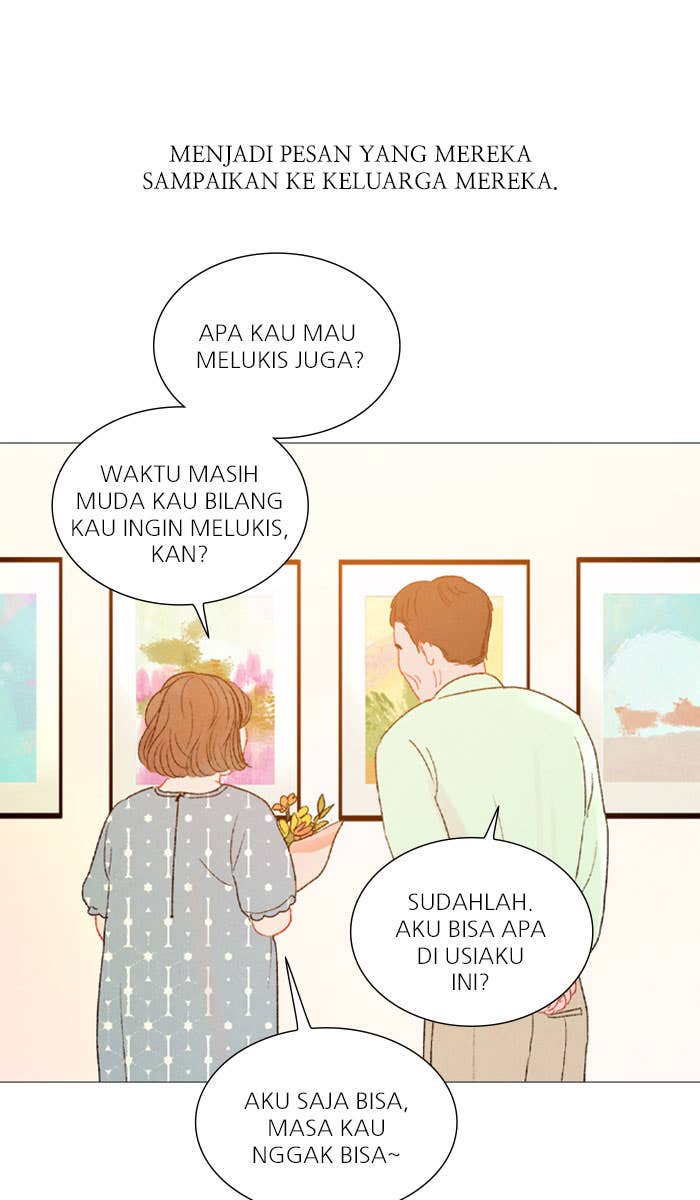 MENJADI PESAN YANG MEREKA
SAMPAIKAN KE KELUARGA MEREKA.
APA KAU MAU
MELUKIS JUGA?
WAKTU MASIH
MUDA KAU BILANG
KAU INGIN MELUKIS,
KAN?
SUDAHLAH.
AKU BISA APA
DI USIAKU
INI?
AKU SAJA BISA,
MASA KAU
NGGAK BISA~